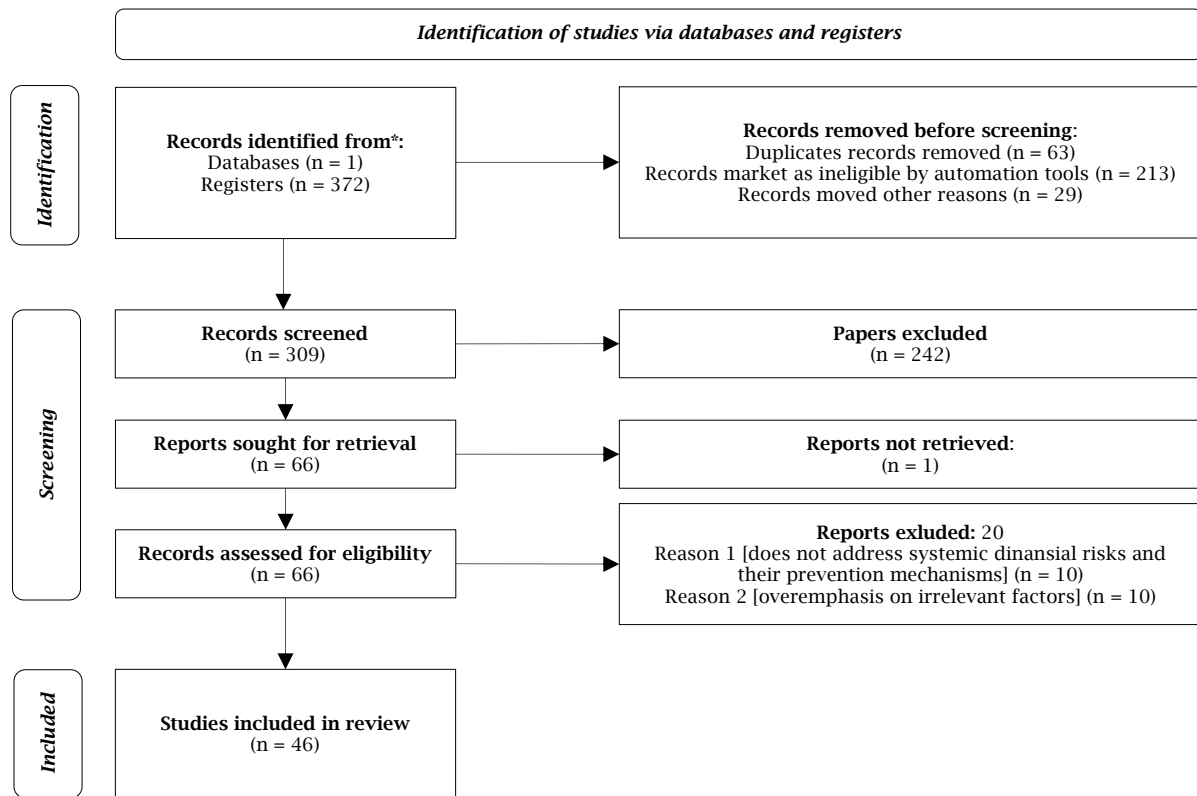 Identification of studies via databases and registers
Identification
Records identified from*:
Databases (n = 1)
Registers (n = 372)
Records removed before screening:
Duplicates records removed (n = 63)
Records market as ineligible by automation tools (n = 213)
Records moved other reasons (n = 29)
Screening
Records screened
(n = 309)
Papers excluded
(n = 242)
Reports sought for retrieval
(n = 66)
Reports not retrieved:
(n = 1)
Records assessed for eligibility
(n = 66)
Reports exluded: 20
Reason 1 [does not address systemic dinansial risks and
their prevention mechanisms] (n = 10)
Reason 2 [overemphasis on irrelevant factors] (n = 10)
Included
Studies included in review
(n = 46)